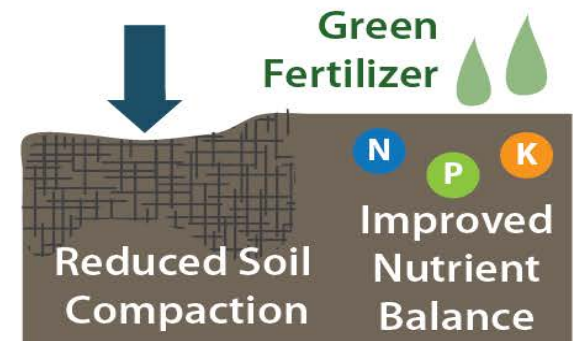 Green
Fertilizer
N
P
K
Reduced Soil
Compaction
Improved
Nutrient
Balance